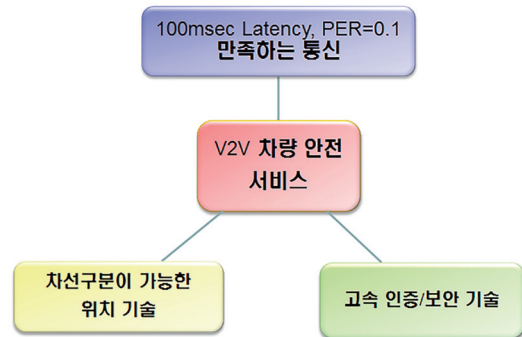 100msec Latency, PER=0.1
만족하는 통신
V2V 차량 안전
서비스
차선구분이 가능한
위치 기술
고속 인증/보안 기술